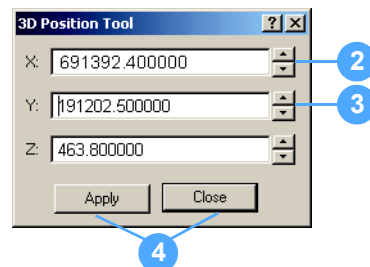 3D Position Tool ? ×
X: 691392.400000 2
Y: 191202.500000 3
Z: 463.800000
Apply Close
4